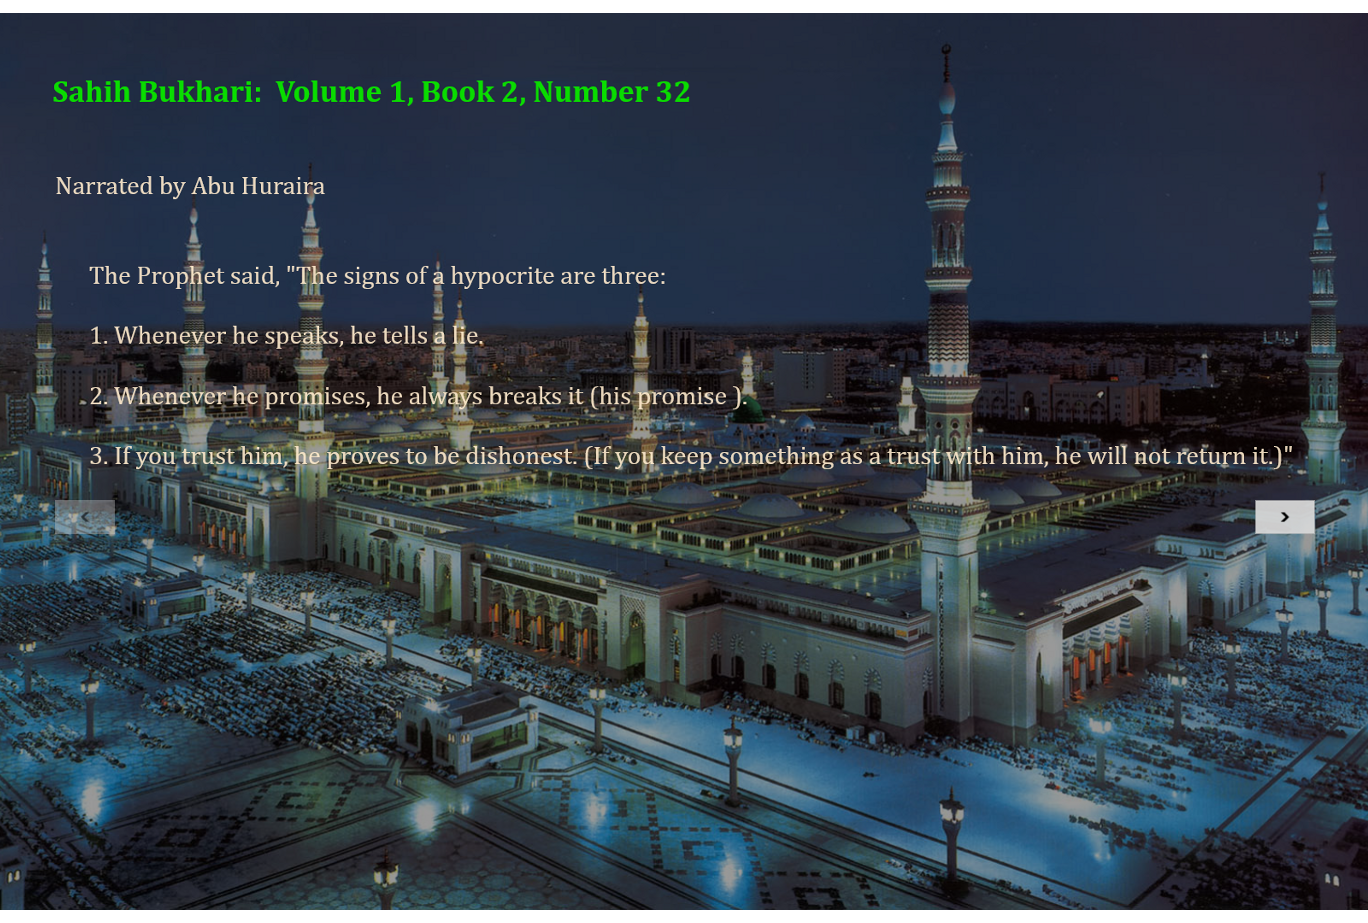 Sahih Bukhari: Volume 1, Book 2, Number 32
Narrated by Abu Huraira
The Prophet said, "The signs of a hypocrite are three:
1. Whenever he speaks, he tells a lie.
2. Whenever he promises, he always breaks it (his promise ).
3. If you trust him, he proves to be dishonest. (If you keep something as a trust with him, he will not return it.)"